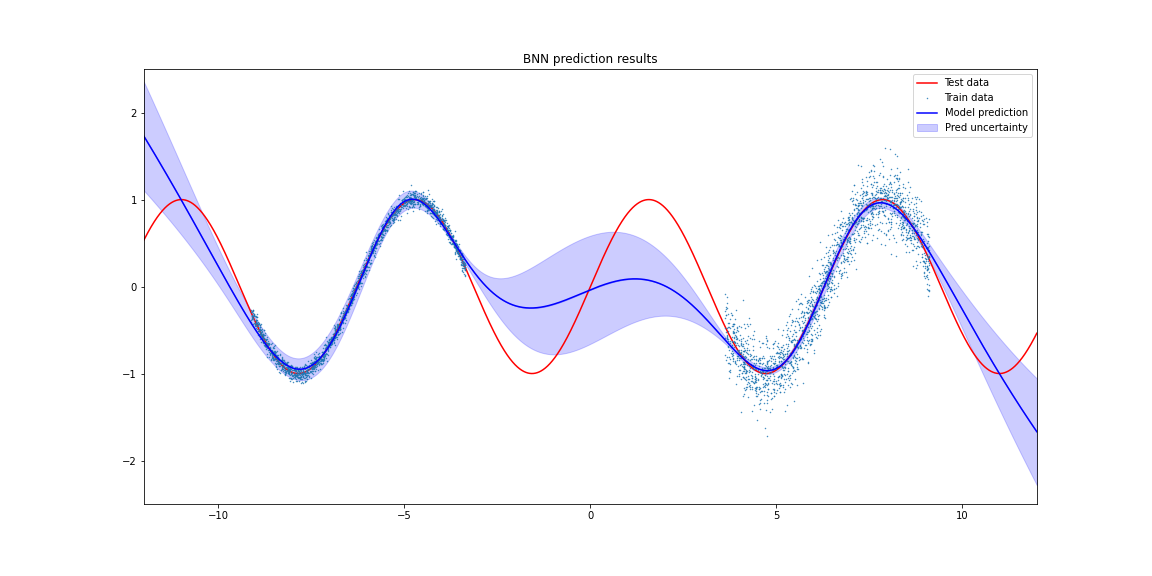 BNN prediction results
Test data
Train data
Model prediction
Pred uncertainty
2
1
0
−1
−2
−10
−5
0
5
10